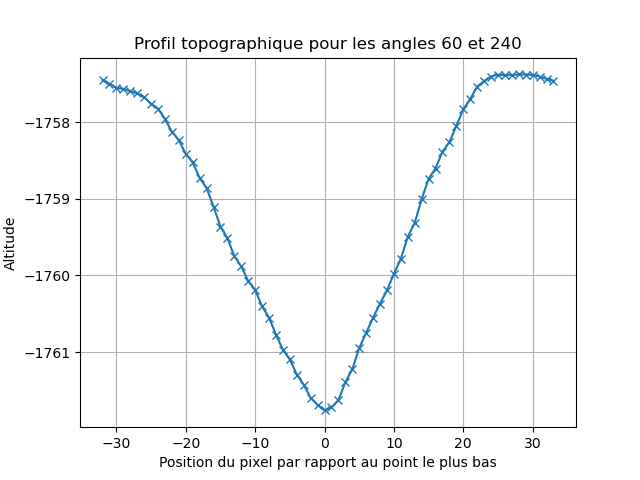 Profil topographique pour les angles 60 et 240
Altitude
−1758
−1759
−1760
−1761
−30 −20 −10 0 10 20 30
Position du pixel par rapport au point le plus bas